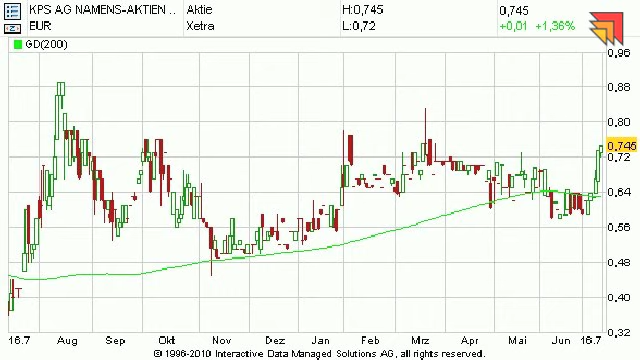 KPS AG NAMENS-AKTIEN .. Aktie H:0,745 0,745
EUR Xetra L:0,72 +0,01 +1,36%
GD(200)
0,96
0,88
0,80
0,745
0,72
0,64
0,56
0,48
0,40
0,32
16.7 Aug Sep Okt Nov Dez Jan Feb Mrz Apr Mai Jun 16.7
© 1996-2010 Interactive Data Managed Solutions AG, all rights reserved.